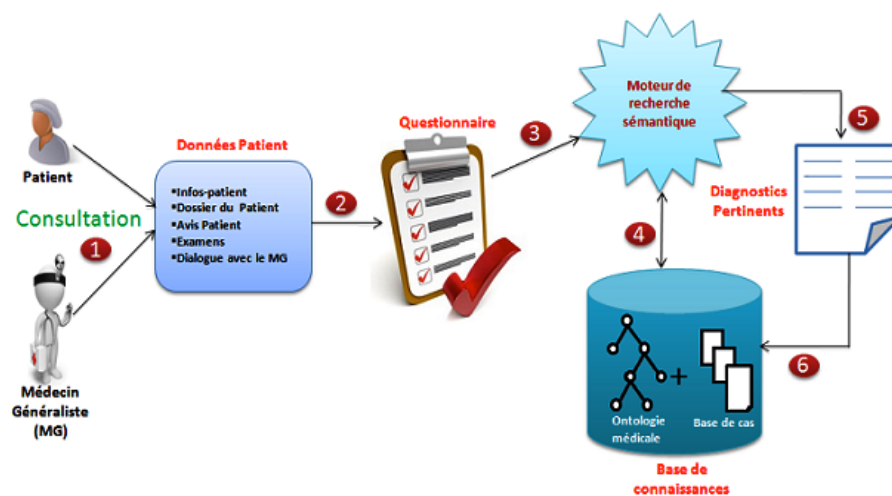 Patient
Consultation
1
Médecin
Généraliste
(MG)
Données Patient
▪Infos-patient
▪Dossier du Patient
▪Avis Patient
▪Examens
▪Dialogue avec le MG
2
Questionnaire
3
Moteur de
recherche
sémantique
4
5
Diagnostics
Pertinents
6
+
Ontologie
médicale
Base de cas
Base de
connaissances